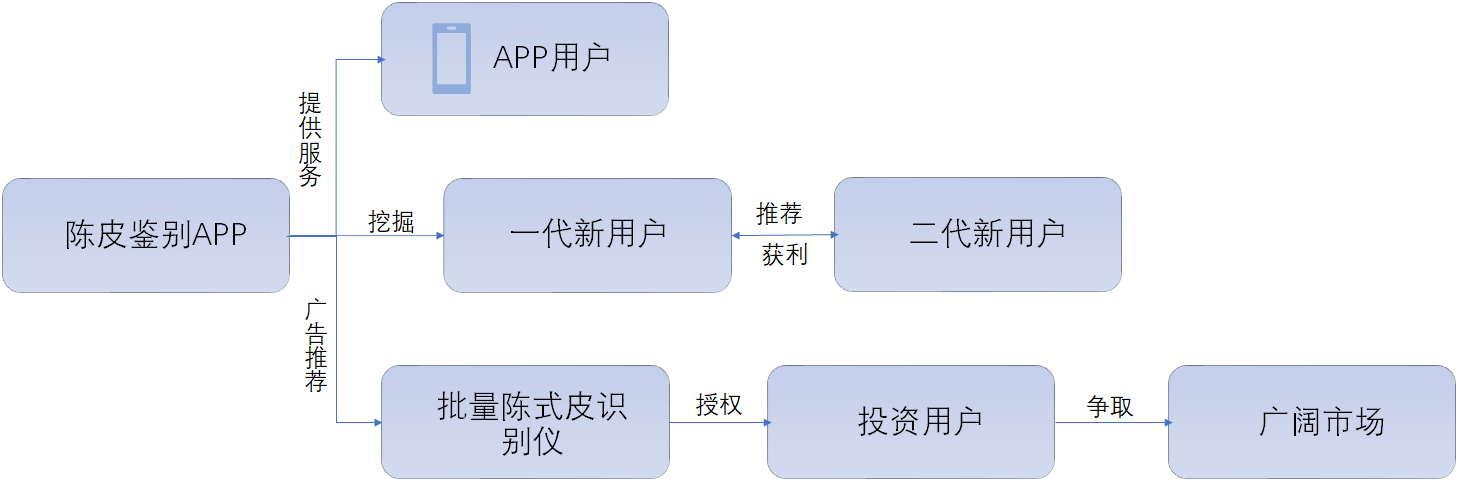 APP用户
提供服务
陈皮鉴别APP
挖掘
一代新用户
推荐
获利
二代新用户
广告推荐
批量陈式皮识
别仪
授权
投资用户
争取
广阔市场